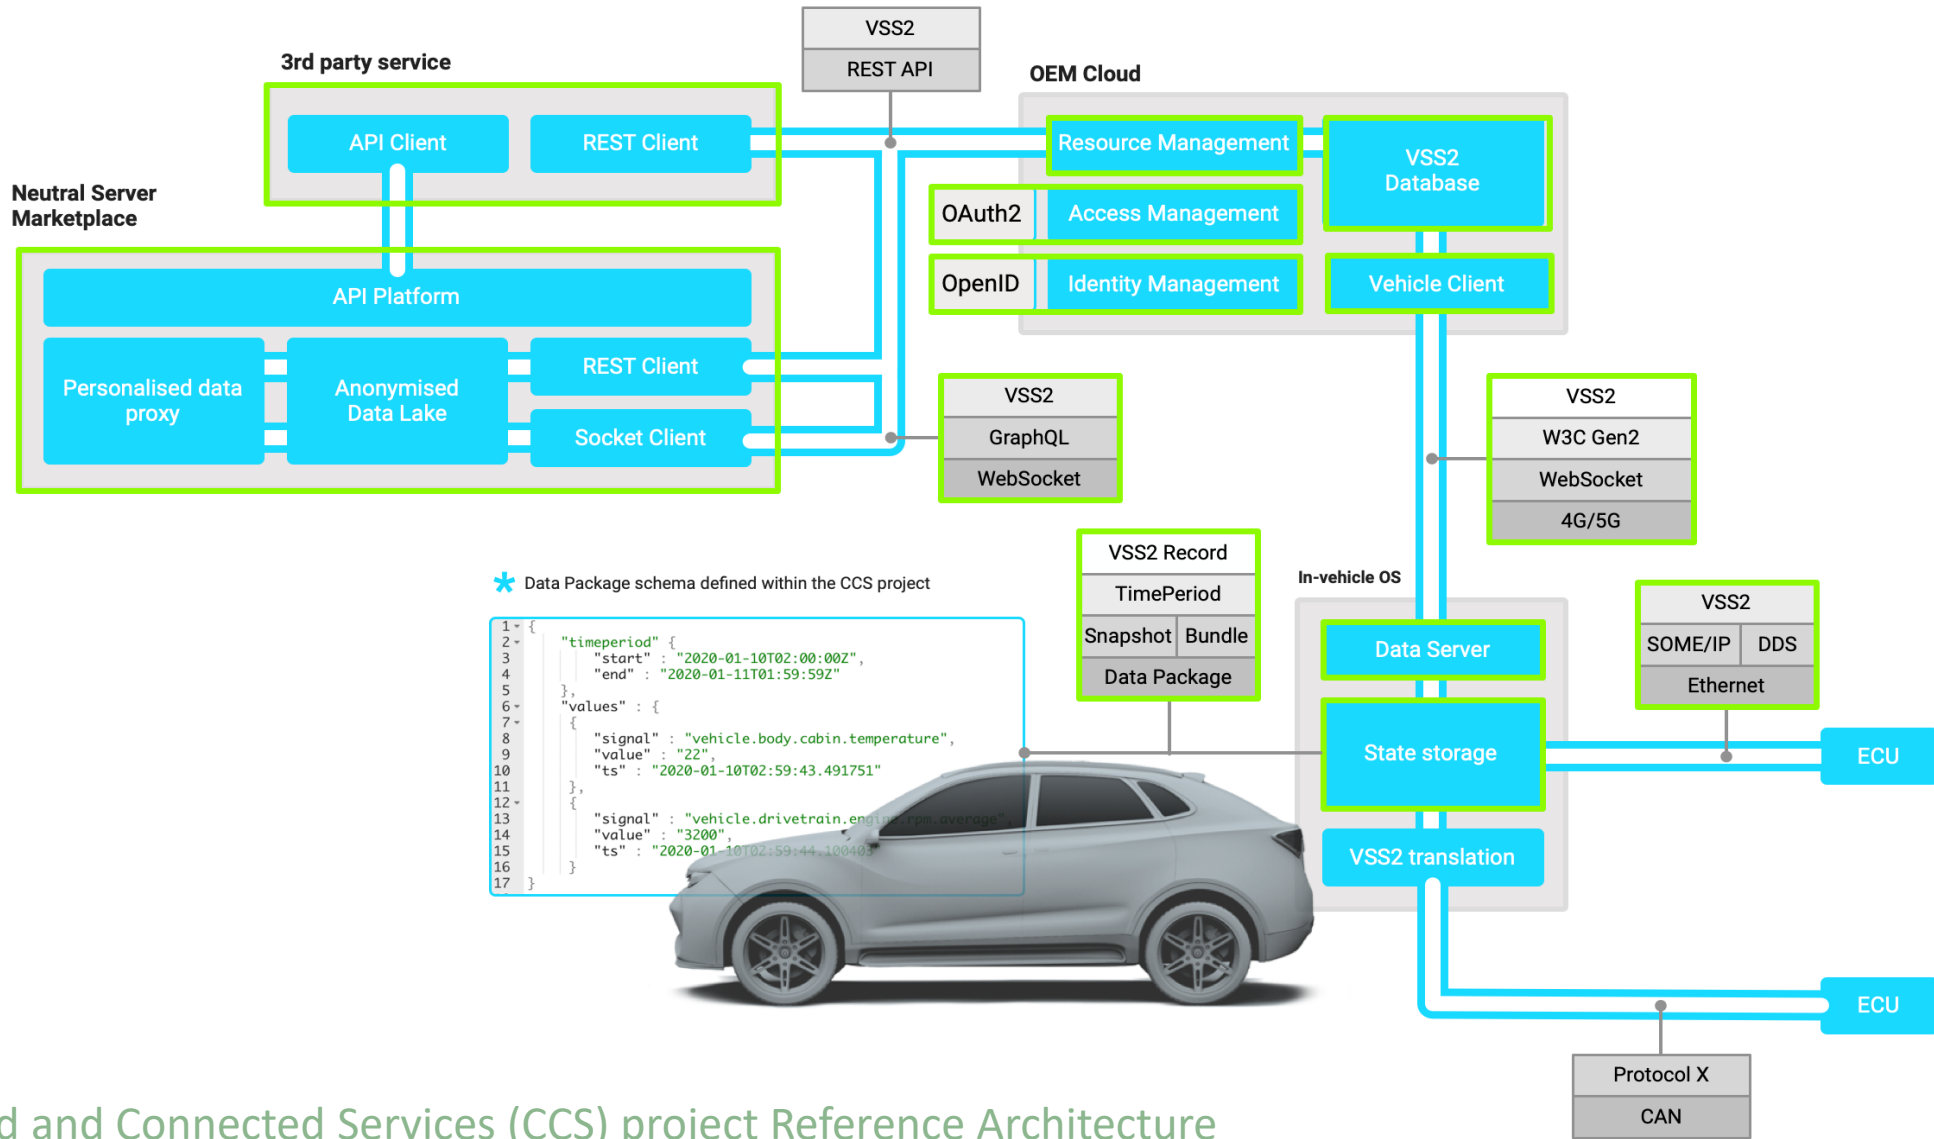 VSS2
REST API
3rd party service
API Client
REST Client
OEM Cloud
Resource Management
VSS2
Database
OAuth2
Access Management
OpenID
Identity Management
Vehicle Client
Neutral Server
Marketplace
API Platform
Personalised data
proxy
Anonymised
Data Lake
REST Client
Socket Client
VSS2
GraphQL
WebSocket
VSS2
W3C Gen2
WebSocket
4G/5G
VSS2 Record
TimePeriod
Snapshot
Bundle
Data Package
In-vehicle OS
Data Server
State storage
VSS2 translation
VSS2
SOME/IP
DDS
Ethernet
ECU
ECU
Protocol X
CAN
* Data Package schema defined within the CCS project
1 {
2 "timeperiod" {
3 "start" : "2020-01-10T02:00:00Z",
4 "end" : "2020-01-11T01:59:59Z"
5 },
6 "values" : {
7 {
8 "signal" : "vehicle.body.cabin.temperature",
9 "value" : "22",
10 "ts" : "2020-01-10T02:59:43.491751"
11 },
12 {
13 "signal" : "vehicle.drivetrain.engine.rpm.average",
14 "value" : "3200",
15 "ts" : "2020-01-10T02:59:44.100403"
16 }
17 }
d and Connected Services (CCS) project Reference Architecture